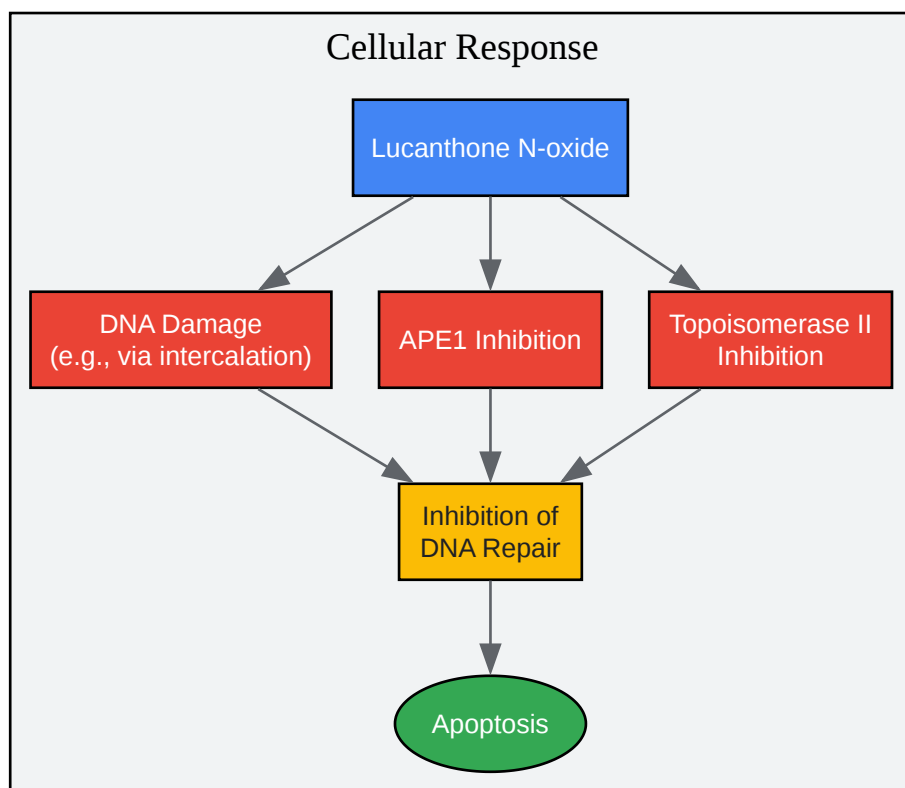 Cellular Response
Lucanthone N-oxide
DNA Damage
(e.g., via intercalation)
APE1 Inhibition
Topoisomerase II
Inhibition
Inhibition of
DNA Repair
Apoptosis